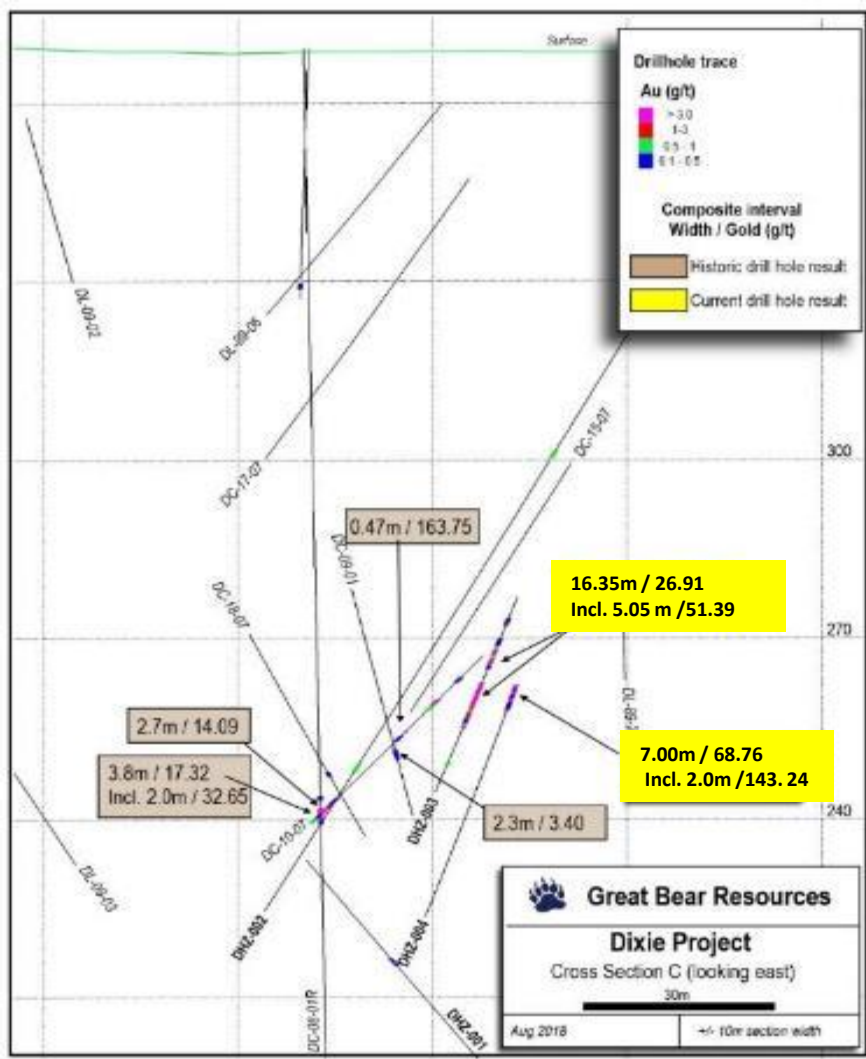 Surface
Drillhole trace
Au (g/t)
>3.0
1-3
0.5 - 1
0.1 - 0.5
Composite interval
Width / Gold (g/t)
Historic drill hole result
Current drill hole result
DL-09-02
DL-09-06
DC-17-07
DC-15-07
300
0.47m / 163.75
DC-09-01
DC-18-07
16.35m / 26.91
Incl. 5.05 m /51.39
270
2.7m / 14.09
3.8m / 17.32
Incl. 2.0m / 32.65
7.00m / 68.76
Incl. 2.0m /143. 24
2.3m / 3.40
240
DC-10-07
DHZ-003
DL-09-03
DHZ-002
DHZ-004
DC-08-01R
DHZ-001
Great Bear Resources
Dixie Project
Cross Section C (looking east)
30m
Aug 2018
+/- 10m section width